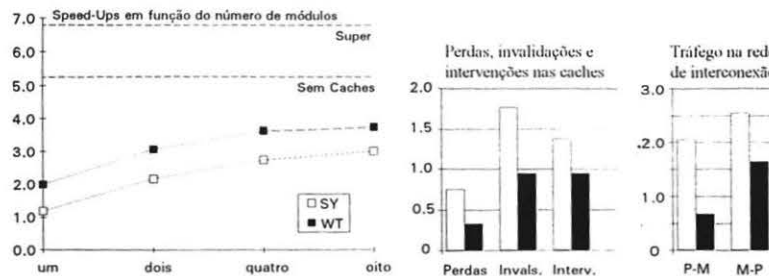 Speed-Ups em função do número de módulos
7.0
6.0
5.0
4.0
3.0
2.0
1.0
0.0
Super
Sem Caches
SY
WT
um
dois
quatro
oito
Perdas, invalidações e
intervenções nas caches
2.0
1.5
1.0
0.5
0
Perdas
Invals.
Interv.
Tráfego na rede
de interconexão
3.0
2.0
1.0
0
P-M
M-P